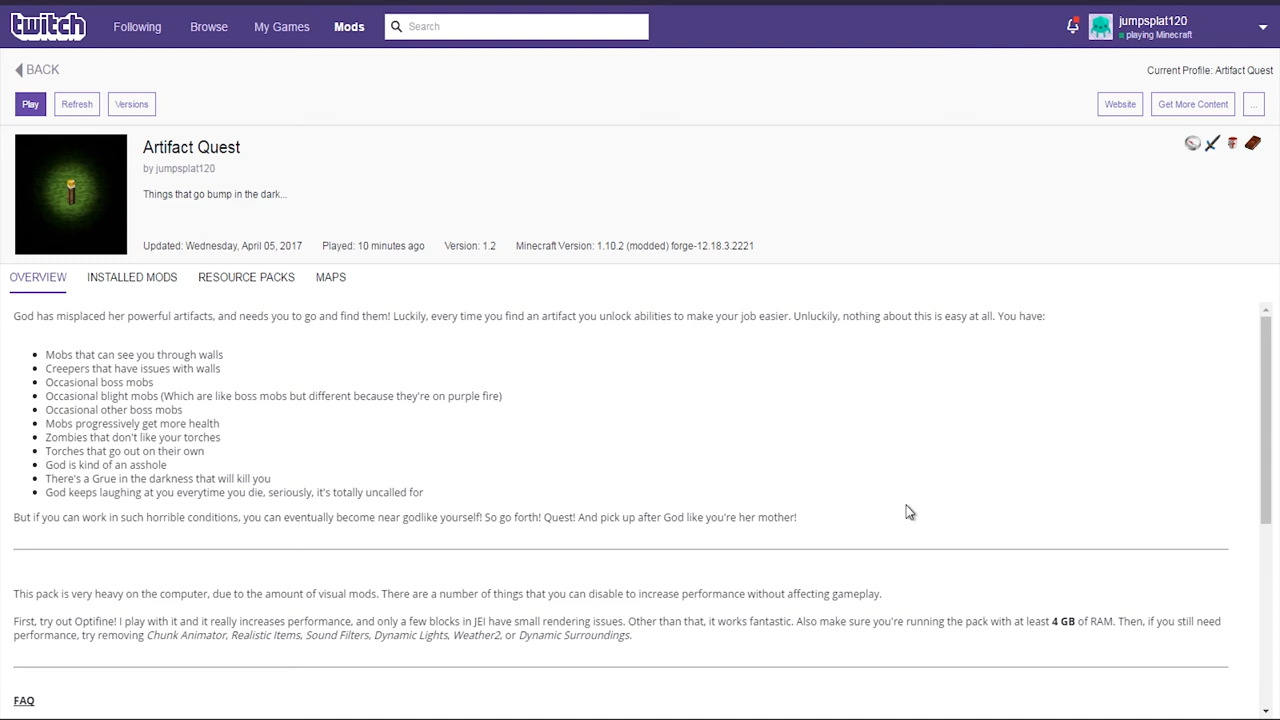 twitch Following Browse My Games Mods Search jumpsplat120
playing Minecraft
BACK Current Profile: Artifact Quest
Play Refresh Versions Website Get More Content ...
Artifact Quest
by jumpsplat120
Things that go bump in the dark...
Updated: Wednesday, April 05, 2017 Played: 10 minutes ago Version: 1.2 Minecraft Version: 1.10.2 (modded) forge-12.18.3.2221
OVERVIEW INSTALLED MODS RESOURCE PACKS MAPS
God has misplaced her powerful artifacts, and needs you to go and find them! Luckily, every time you find an artifact you unlock abilities to make your job easier. Unluckily, nothing about this is easy at all. You have:
• Mobs that can see you through walls
• Creepers that have issues with walls
• Occasional boss mobs
• Occasional blight mobs (Which are like boss mobs but different because they're on purple fire)
• Occasional other boss mobs
• Mobs progressively get more health
• Zombies that don't like your torches
• Torches that go out on their own
• God is kind of an asshole
• There's a Grue in the darkness that will kill you
• God keeps laughing at you everytime you die, seriously, it's totally uncalled for
But if you can work in such horrible conditions, you can eventually become near godlike yourself! So go forth! Quest! And pick up after God like you're her mother!
This pack is very heavy on the computer, due to the amount of visual mods. There are a number of things that you can disable to increase performance without affecting gameplay.
First, try out Optifine! I play with it and it really increases performance, and only a few blocks in JEI have small rendering issues. Other than that, it works fantastic. Also make sure you're running the pack with at least 4 GB of RAM. Then, if you still need
performance, try removing Chunk Animator, Realistic Items, Sound Filters, Dynamic Lights, Weather2, or Dynamic Surroundings.
FAQ